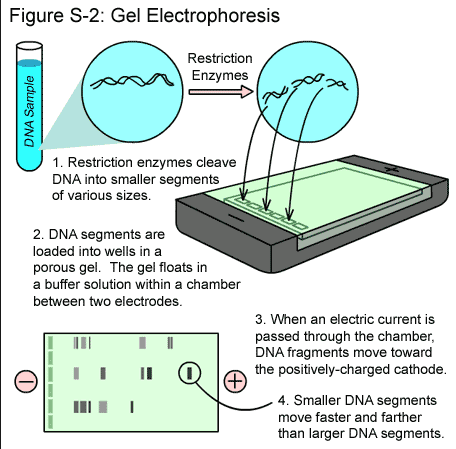 Figure S-2: Gel Electrophoresis
DNA Sample
Restriction
Enzymes
1. Restriction enzymes cleave
DNA into smaller segments
of various sizes.
+
−
2. DNA segments are
loaded into wells in a
porous gel. The gel floats in
a buffer solution within a chamber
between two electrodes.
3. When an electric current is
passed through the chamber,
DNA fragments move toward
the positively-charged cathode.
−
+
4. Smaller DNA segments
move faster and farther
than larger DNA segments.